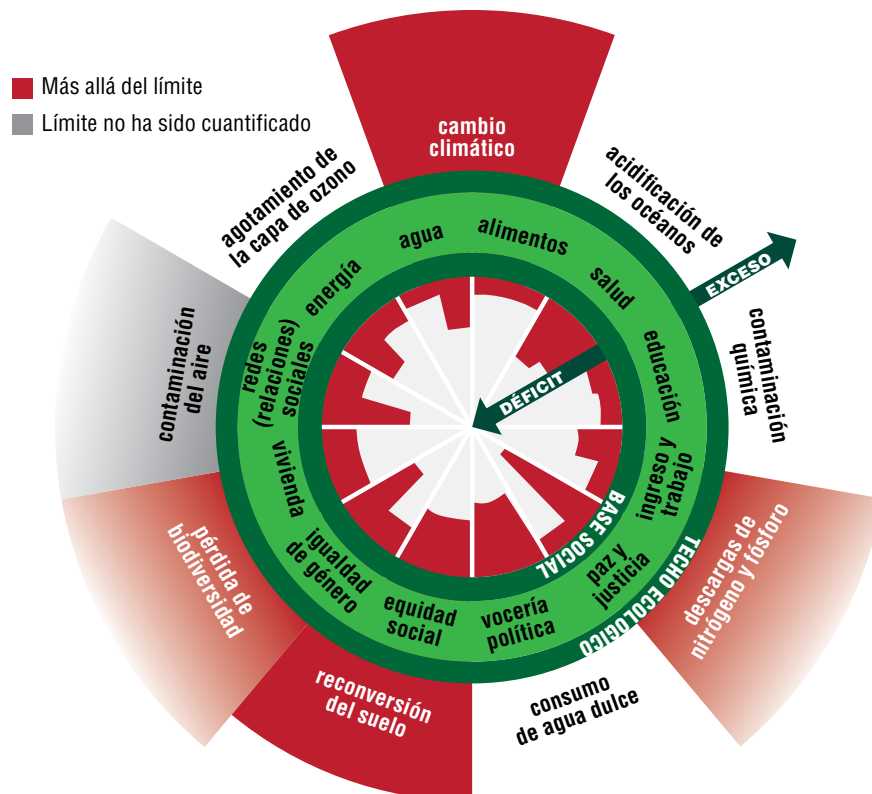 Más allá del límite
Límite no ha sido cuantificado
cambio
climático
acidificación de
los océanos
EXCESO
contaminación
química
descargas de
nitrógeno y fósforo
consumo
de agua dulce
reconversión
del suelo
pérdida de
biodiversidad
contaminación
del aire
agotamiento de
la capa de ozono
TECHO ECOLÓGICO
agua
alimentos
salud
educación
ingreso y
trabajo
paz y
justicia
vocería
política
equidad
social
igualdad
de género
vivienda
redes
(relaciones)
sociales
energía
BASE SOCIAL
DÉFICIT